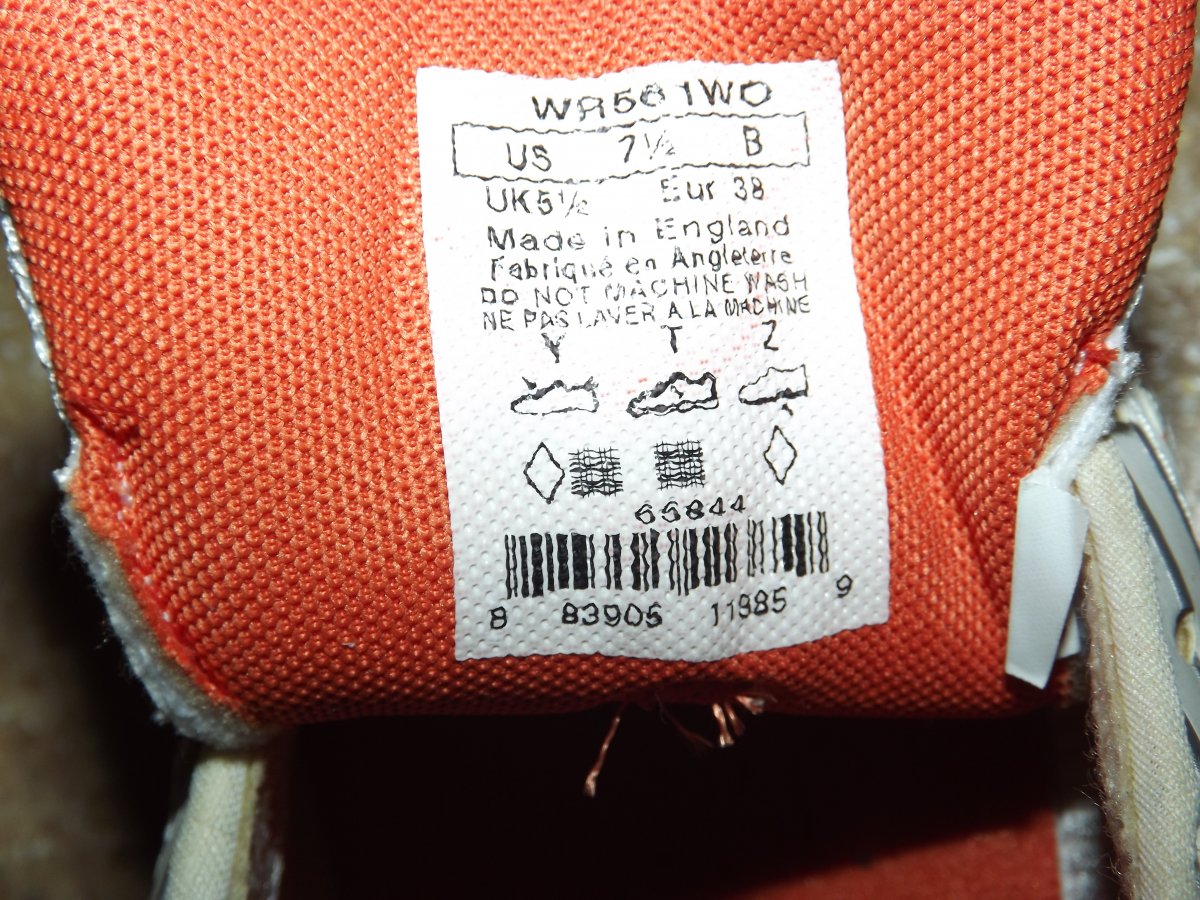 WR561WO
US 7½ B
UK5½ Eur 38
Made in England
Fabriqué en Angleterre
DO NOT MACHINE WASH
NE PAS LAVER A LA MACHINE
Y T Z
65844
8 83905 11985 9